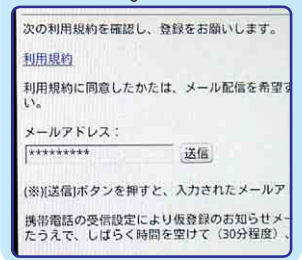 次の利用規約を確認し、登録をお願いします。
利用規約
利用規約に同意したかたは、メール配信を希望す
い。
メールアドレス：
*********
送信
(※)[送信]ボタンを押すと、入力されたメールア
携帯電話の受信設定により仮登録のお知らせメー
たうえで、しばらく時間を空けて（30分程度）、